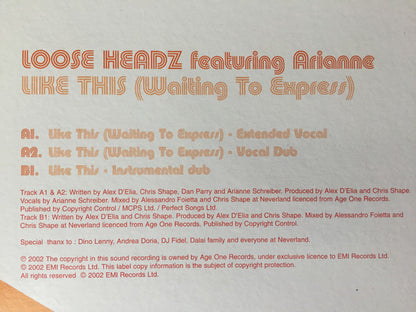 LOOSE HEADZ featuring Arianne
LIKE THIS (Waiting To Express)
A1. Like This (Waiting To Express) - Extended Vocal
A2. Like This (Waiting To Express) - Vocal Dub
B1. Like This - Instrumental dub
Track A1 & A2: Written by Alex D'Elia, Chris Shape, Dan Parry and Arianne Schreiber. Produced by Alex D'Elia and Chris Shape
Vocals by Arianne Schreiber. Mixed by Alessandro Foietta and Chris Shape at Neverland licenced from Age One Records.
Published by Copyright Control / MCPS Ltd. / Perfect Songs Ltd.
Track B1: Written by Alex D'Elia, Chris Shape. Produced by Alex D'Elia and Chris Shape. Mixed by Alessandro Foietta and
Chris Shape at Neverland licenced from Age One Records. Published by Copyright Control.
Special thanx to : Dino Lenny, Andrea Doria, DJ Fidel, Dalai family and everyone at Neverland.
℗ 2002 The copyright in this sound recording is owned by Age One Records, under exclusive licence to EMI Records Ltd.
© 2002 EMI Records Ltd. This label copy information is the subject of copyright protection.
All rights reserved. © 2002 EMI Records Ltd.